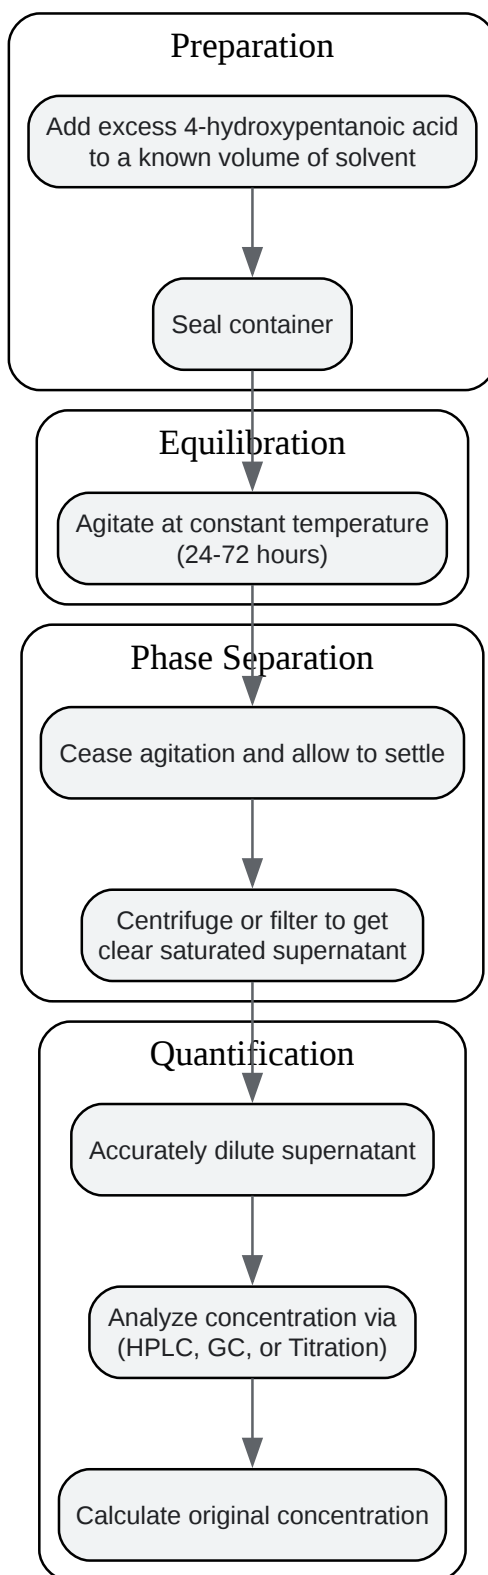 Preparation
Add excess 4-hydroxypentanoic acid
to a known volume of solvent
Seal container
Equilibration
Agitate at constant temperature
(24-72 hours)
Phase Separation
Cease agitation and allow to settle
Centrifuge or filter to get
clear saturated supernatant
Quantification
Accurately dilute supernatant
Analyze concentration via
(HPLC, GC, or Titration)
Calculate original concentration